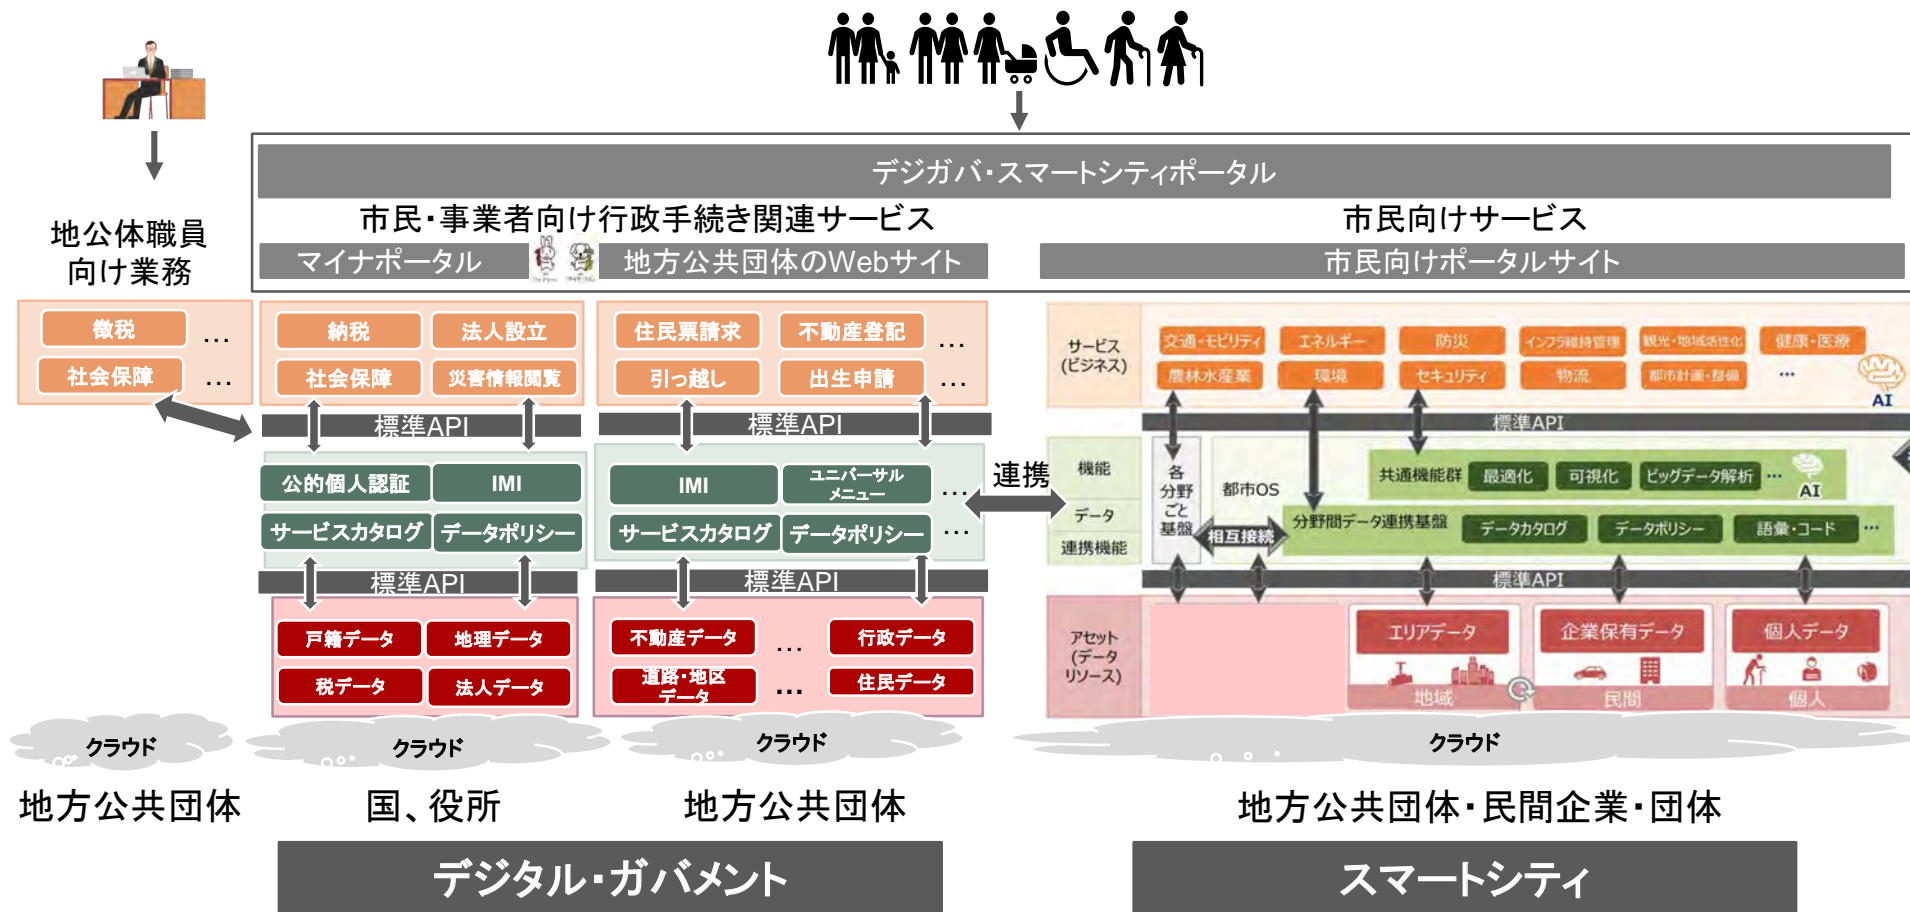 デジガバ・スマートシティポータル
市民・事業者向け行政手続き関連サービス
市民向けサービス
マイナポータル
地方公共団体のWebサイト
市民向けポータルサイト
地公体職員
向け業務
徴税
…
社会保障
…
納税
法人設立
社会保障
災害情報閲覧
標準API
公的個人認証
IMI
サービスカタログ
データポリシー
標準API
戸籍データ
地理データ
税データ
法人データ
住民票請求
不動産登記
…
引っ越し
出生申請
…
標準API
IMI
ユニバーサル
メニュー
…
サービスカタログ
データポリシー
…
標準API
不動産データ
…
行政データ
道路・地区
データ
…
住民データ
連携
サービス
(ビジネス)
交通・モビリティ
エネルギー
防災
インフラ維持管理
観光・地域活性化
健康・医療
農林水産業
環境
セキュリティ
物流
都市計画・整備
…
AI
標準API
機能
データ
連携機能
各
分野
ごと
基盤
都市OS
相互接続
共通機能群
最適化
可視化
ビッグデータ解析
…
AI
分野間データ連携基盤
データカタログ
データポリシー
語彙・コード
…
標準API
アセット
(データ
リソース)
エリアデータ
地域
企業保有データ
民間
個人データ
個人
クラウド
クラウド
クラウド
クラウド
地方公共団体
国、役所
地方公共団体
地方公共団体・民間企業・団体
デジタル・ガバメント
スマートシティ